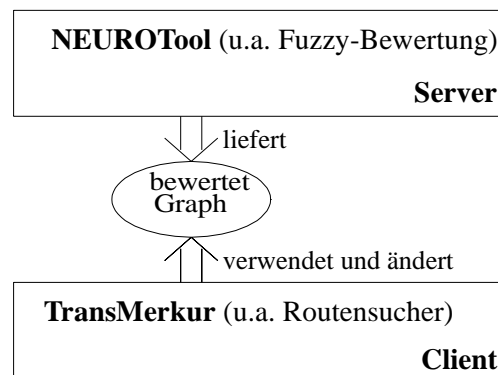 NEUROTool (u.a. Fuzzy-Bewertung)
Server
liefert
bewertet
Graph
verwendet und ändert
TransMerkur (u.a. Routensucher)
Client